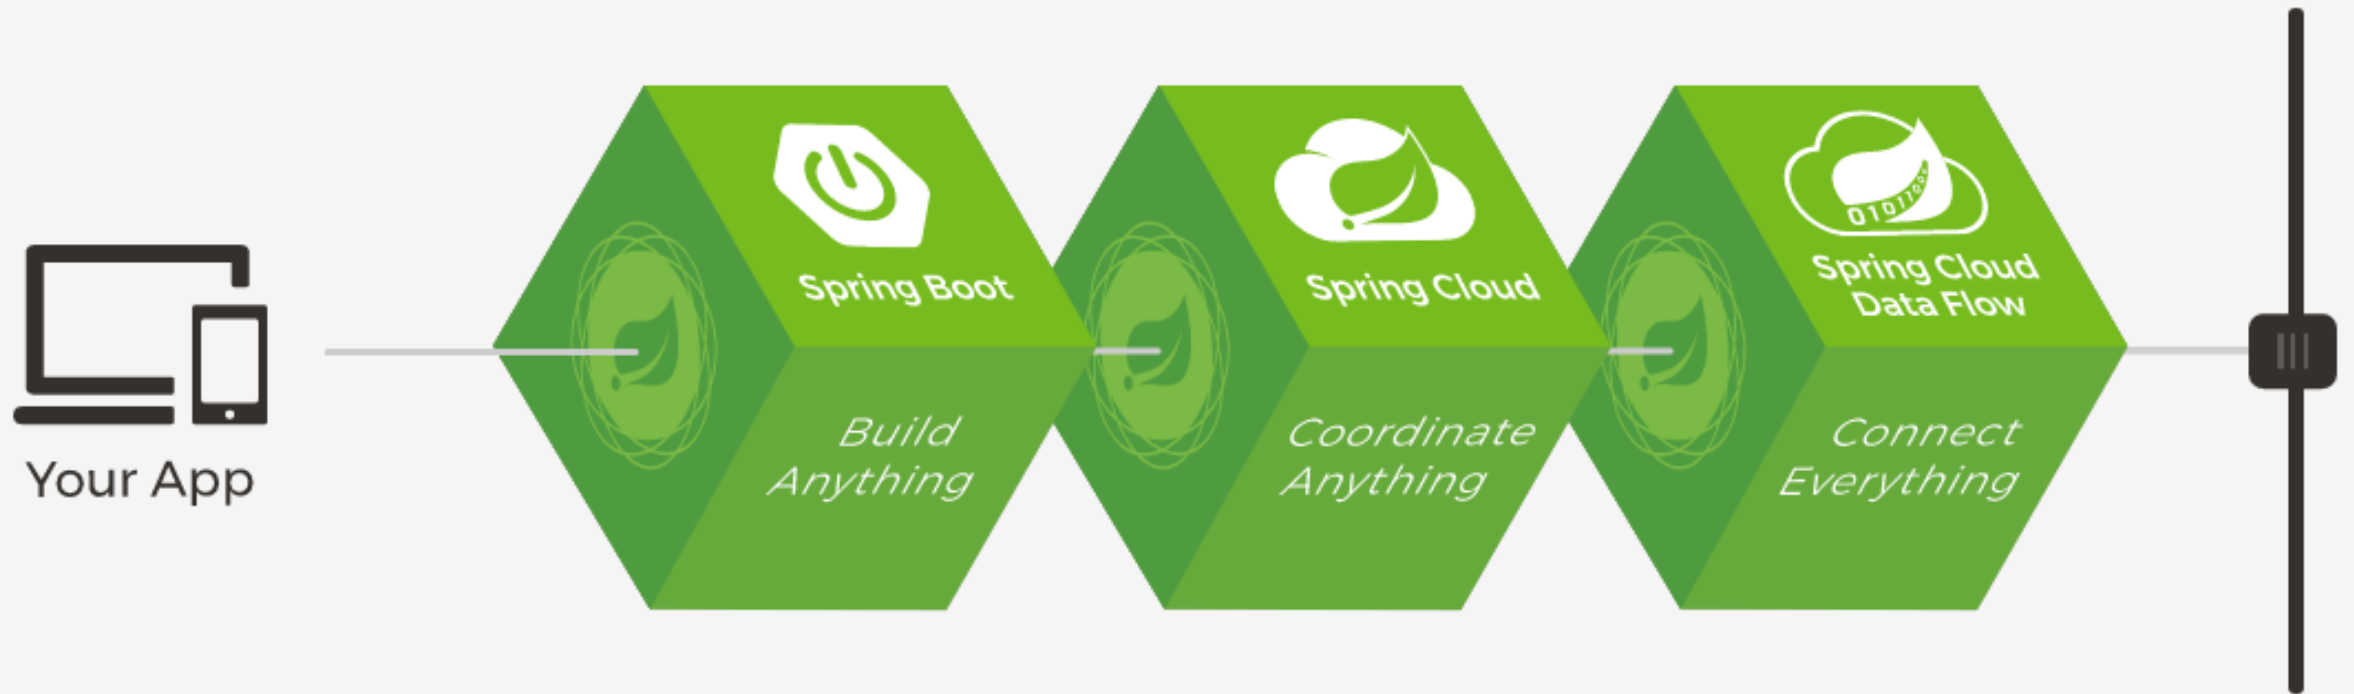 Your App
Spring Boot
Build
Anything
Spring Cloud
Coordinate
Anything
Spring Cloud
Data Flow
Connect
Everything